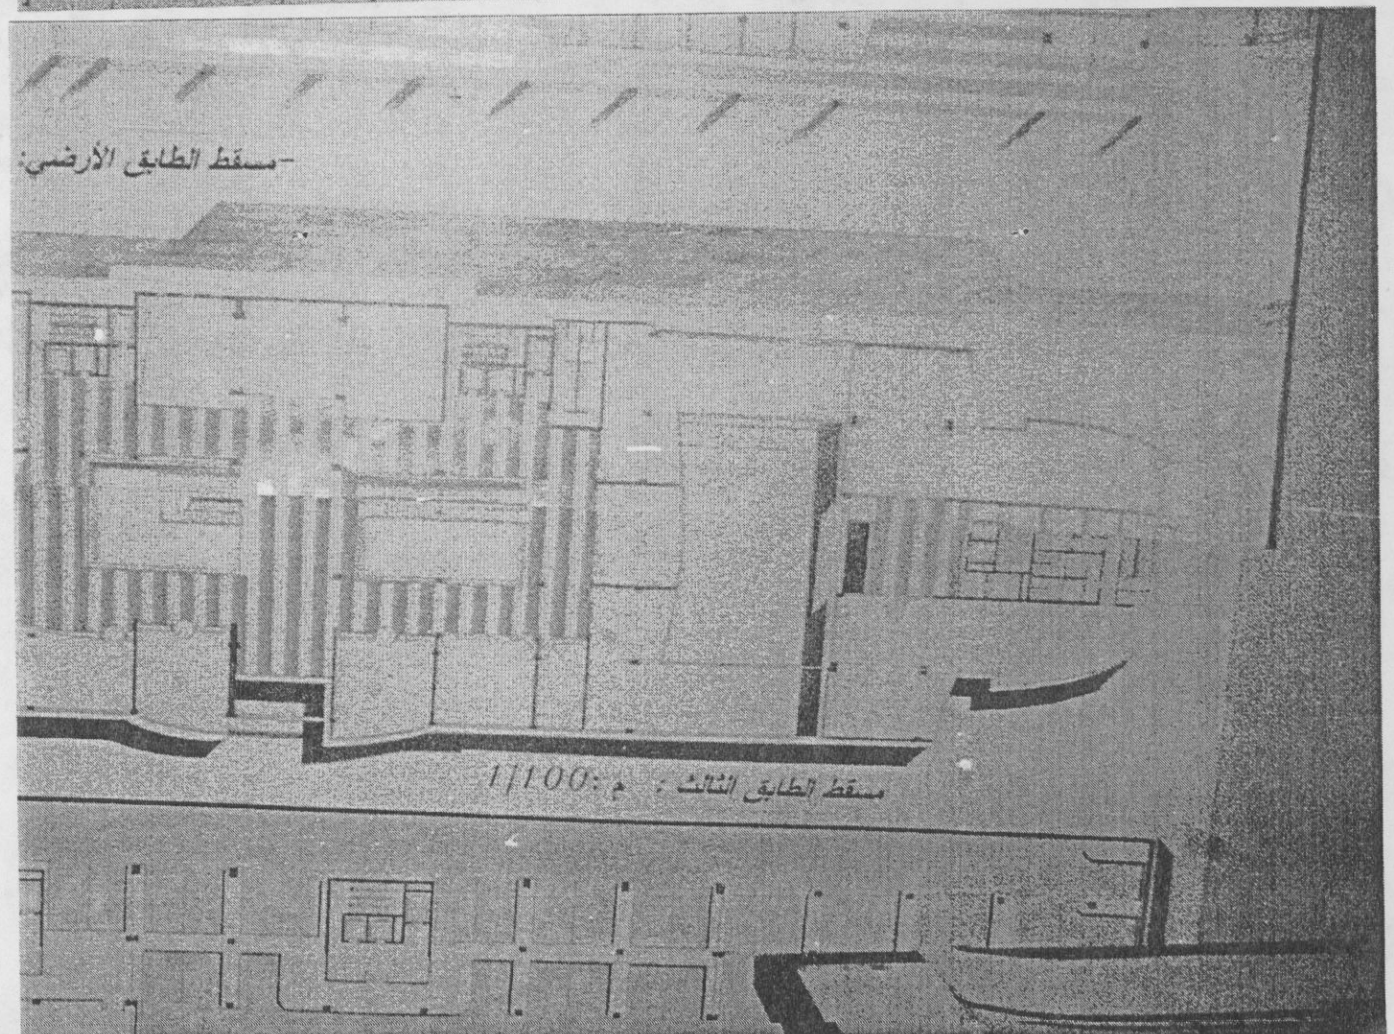 -مسقط الطابق الأرضي:
مسقط الطابق الثالث : م :1/100